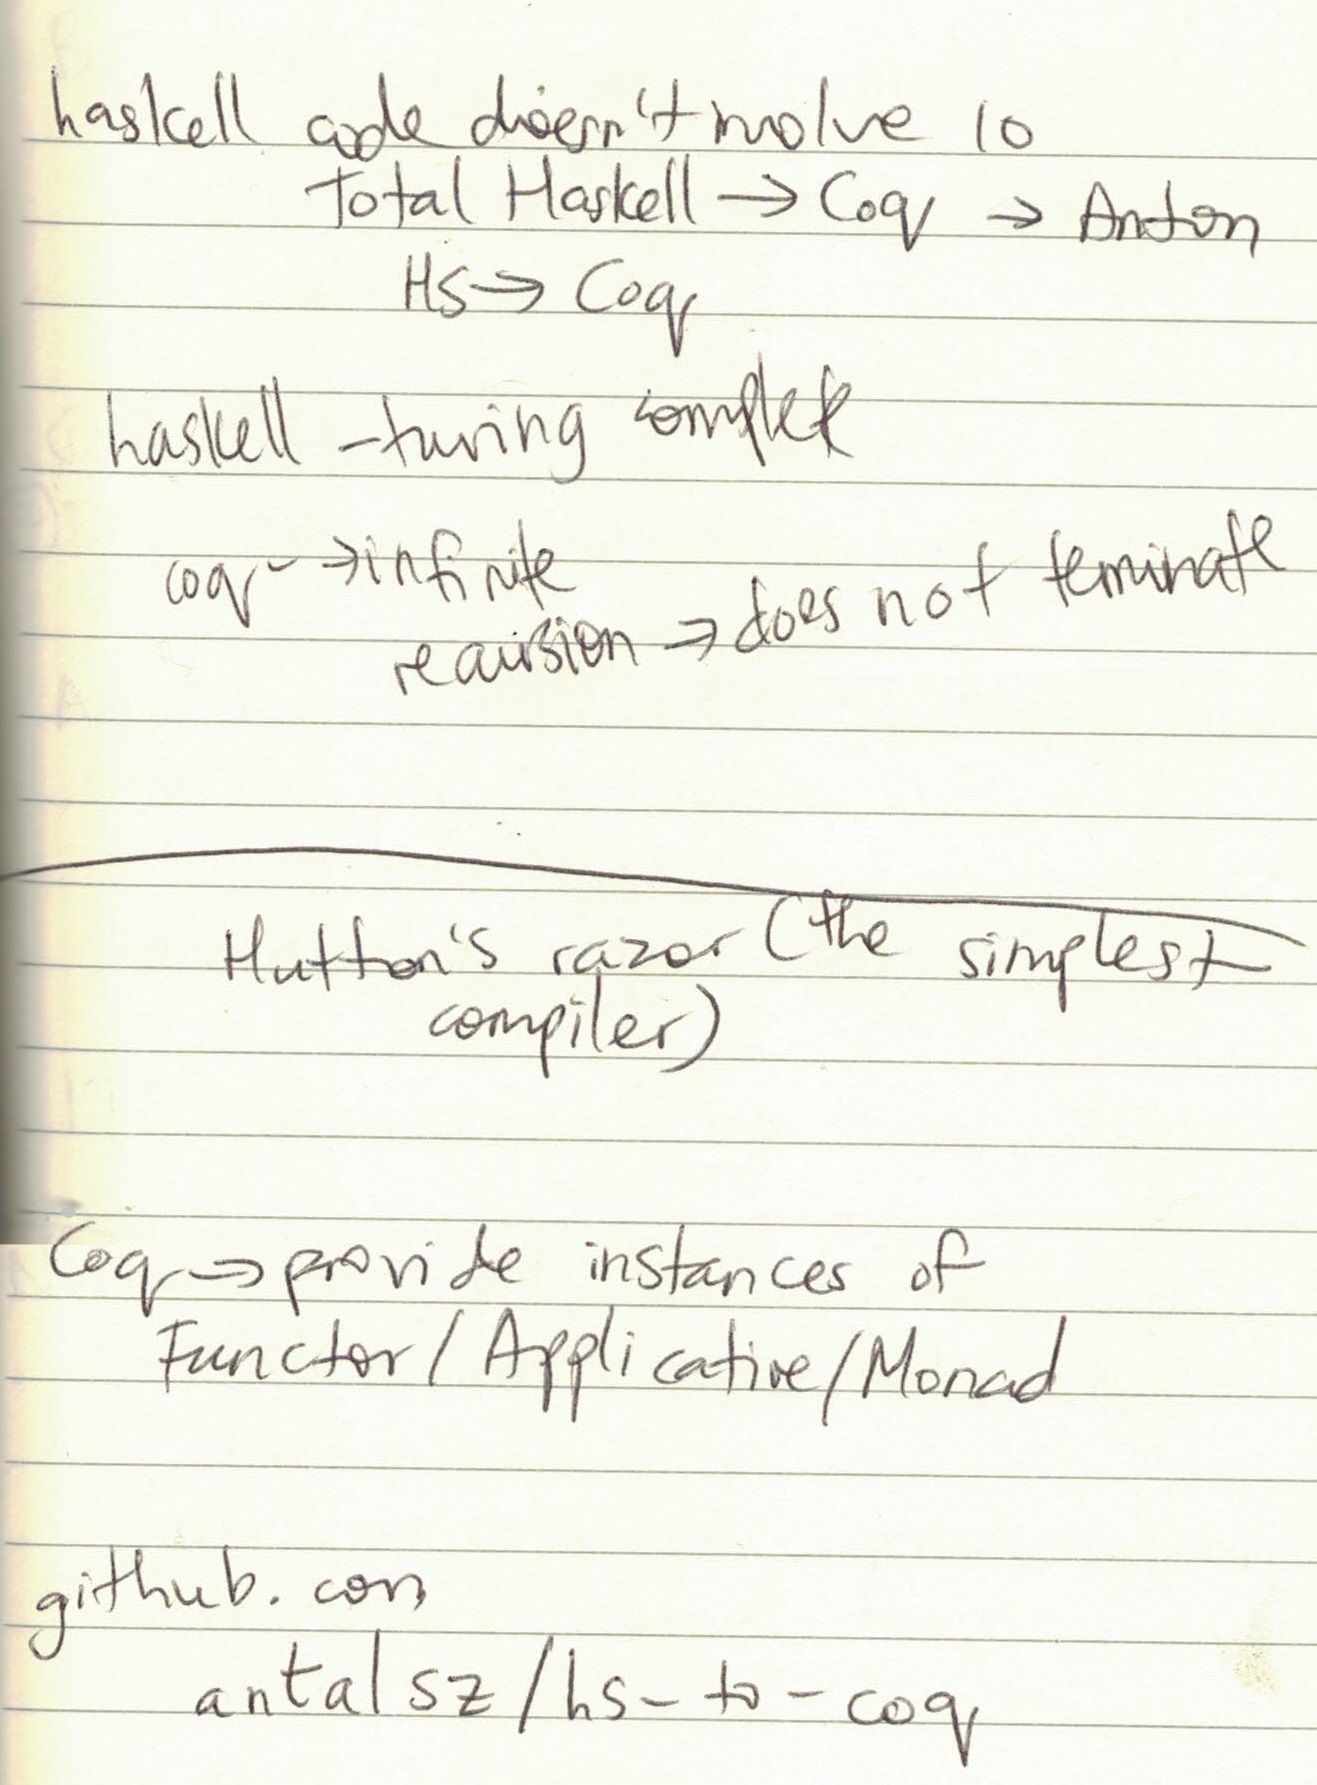 haskell code doesn't involve IO
Total Haskell → Coq → Anton
HS → Coq
haskell - turing complete
coq - → infinite
recursion → does not teminate
Hutton's razor (the simplest
compiler)
Coq → provide instances of
Functor / Applicative / Monad
github.com
antalsz/hs-to-coq